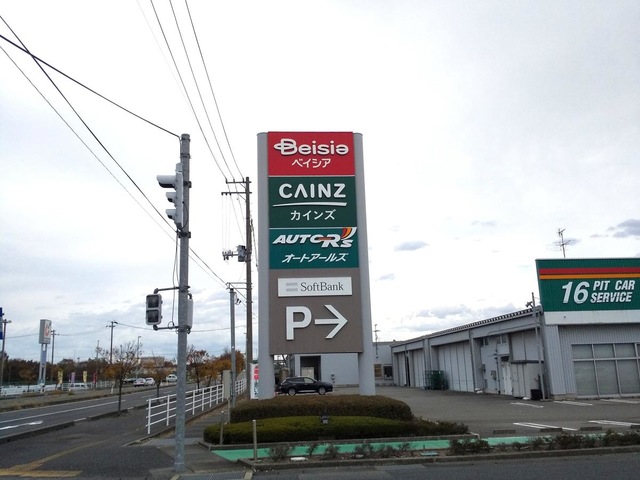 Beisia
ベイシア
CAINZ
カインズ
AUTO R's
オートアールズ
SoftBank
P→
16 PIT CAR
SERVICE